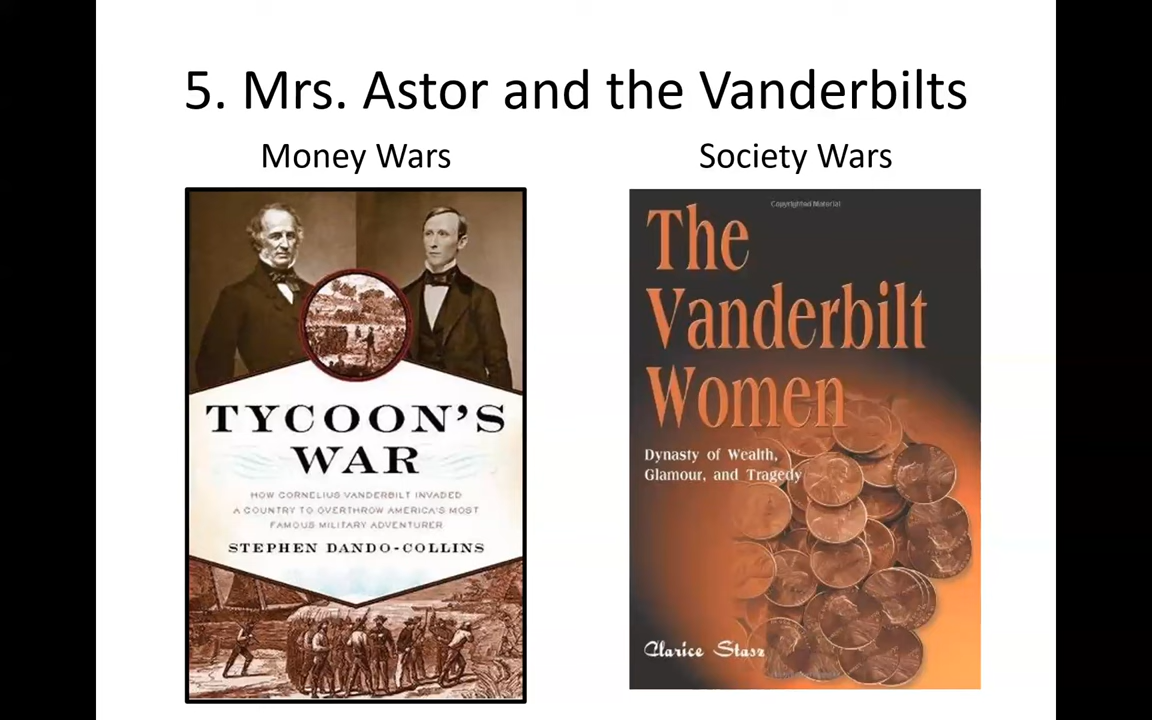 5. Mrs. Astor and the Vanderbilts
Money Wars
Society Wars
TYCOON'S
WAR
HOW CORNELIUS VANDERBILT INVADED
A COUNTRY TO OVERTHROW AMERICA'S MOST
FAMOUS MILITARY ADVENTURER
STEPHEN DANDO-COLLINS
Copyrighted Material
The
Vanderbilt
Women
Dynasty of Wealth,
Glamour, and Tragedy
Clarice Stasz